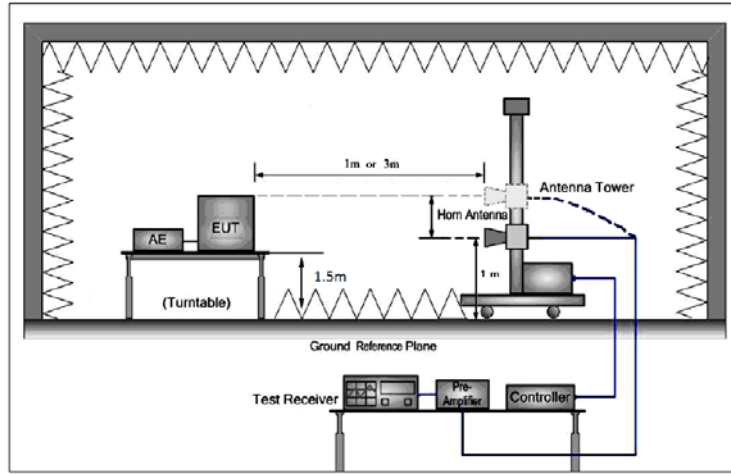 1m or 3m
Antenna Tower
Horn Antenna
EUT
AE
1 m
1.5m
(Turntable)
Ground Reference Plane
Test Receiver
Pre-
Amplifier
Controller